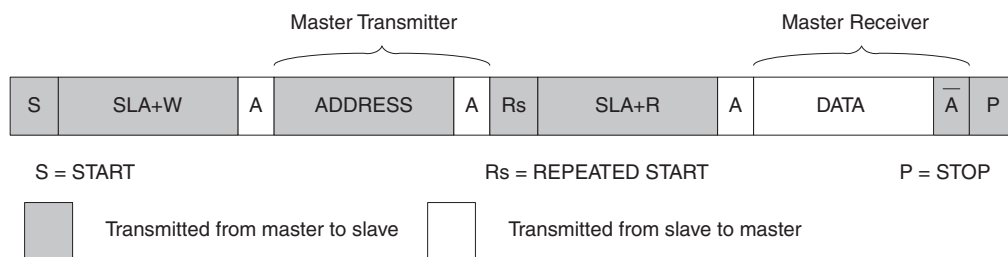 Master Transmitter Master Receiver
S SLA+W A ADDRESS A Rs SLA+R A DATA A̅ P
S = START Rs = REPEATED START P = STOP
Transmitted from master to slave Transmitted from slave to master